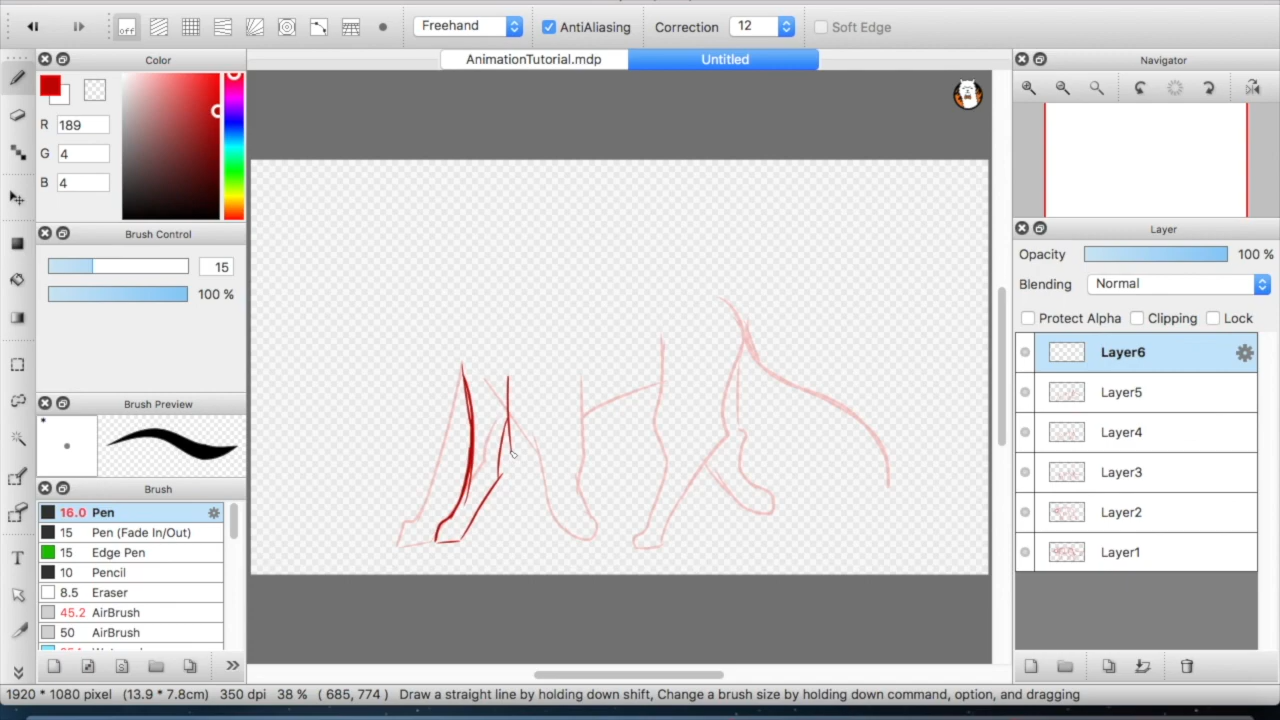 off
Freehand
AntiAliasing
Correction
12
Soft Edge
AnimationTutorial.mdp
Untitled
Color
R 189
G 4
B 4
Brush Control
15
100 %
Brush Preview
*
Brush
16.0 Pen
15 Pen (Fade In/Out)
15 Edge Pen
10 Pencil
8.5 Eraser
45.2 AirBrush
50 AirBrush
T
Navigator
Layer
Opacity 100 %
Blending Normal
Protect Alpha Clipping Lock
Layer6
Layer5
Layer4
Layer3
Layer2
Layer1
1920 * 1080 pixel (13.9 * 7.8cm) 350 dpi 38 % ( 685, 774 ) Draw a straight line by holding down shift, Change a brush size by holding down command, option, and dragging